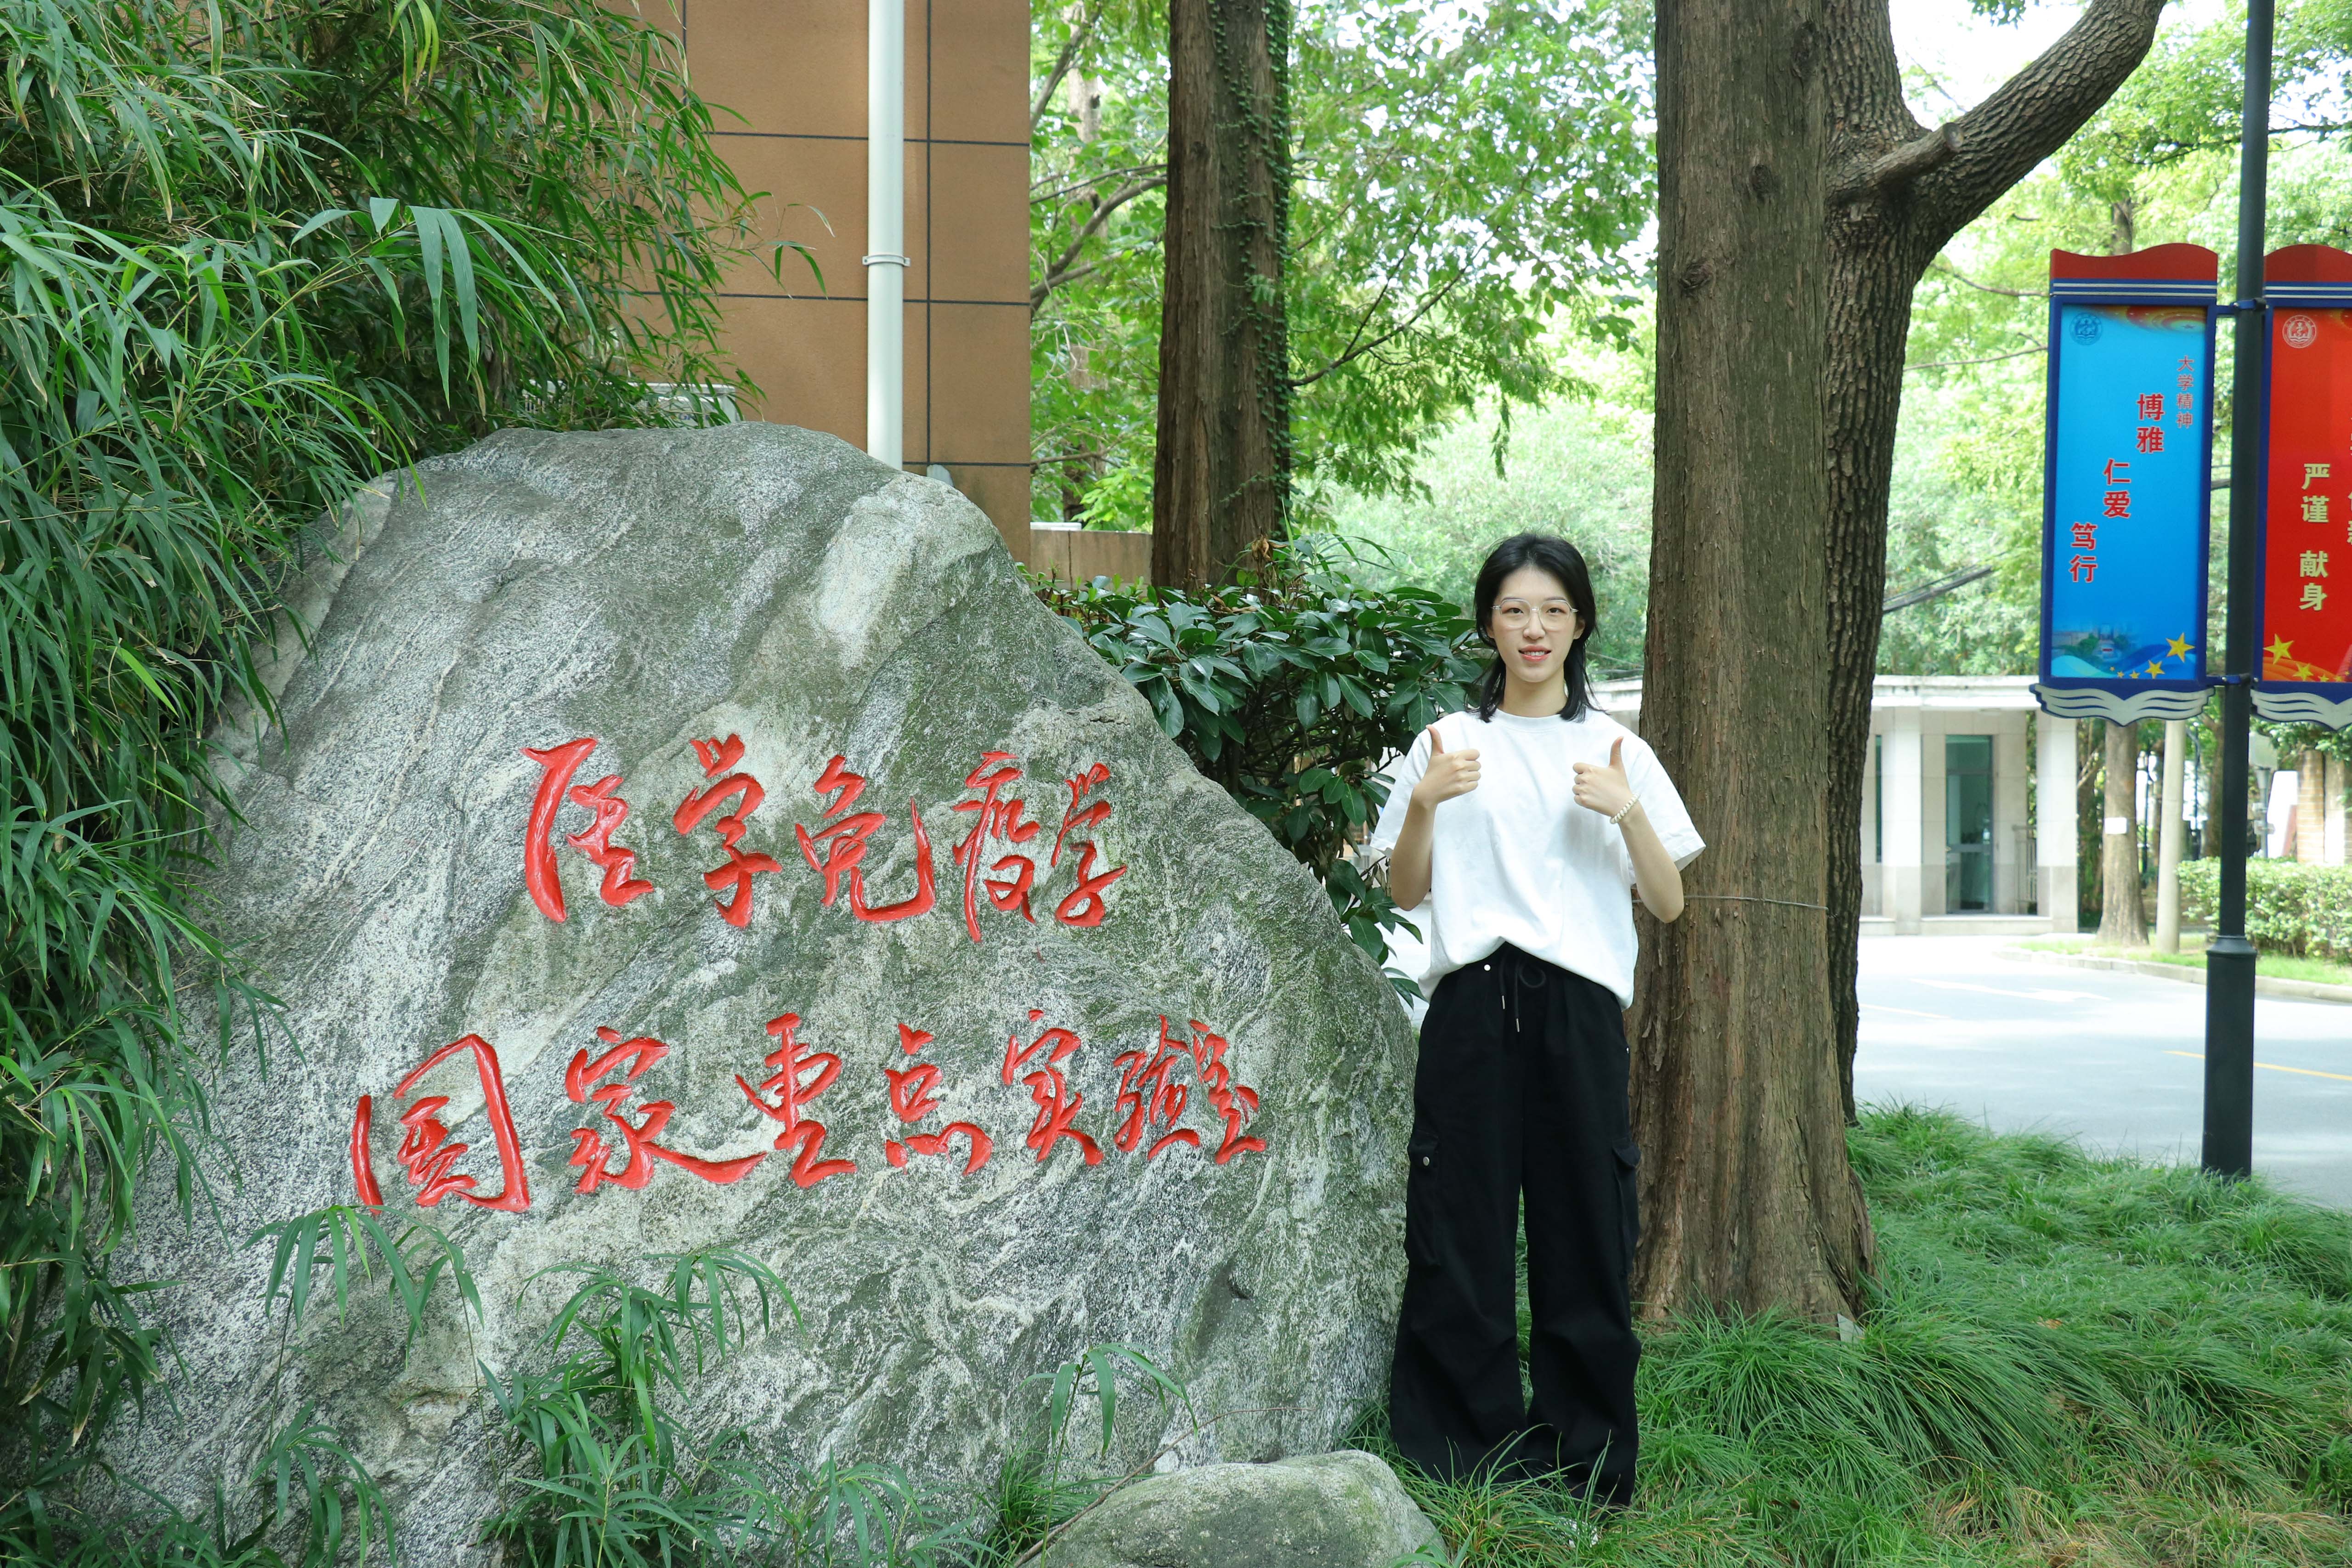 医学免疫学
国家重点实验室
大学精神
博雅
仁爱
笃行
严谨
献身